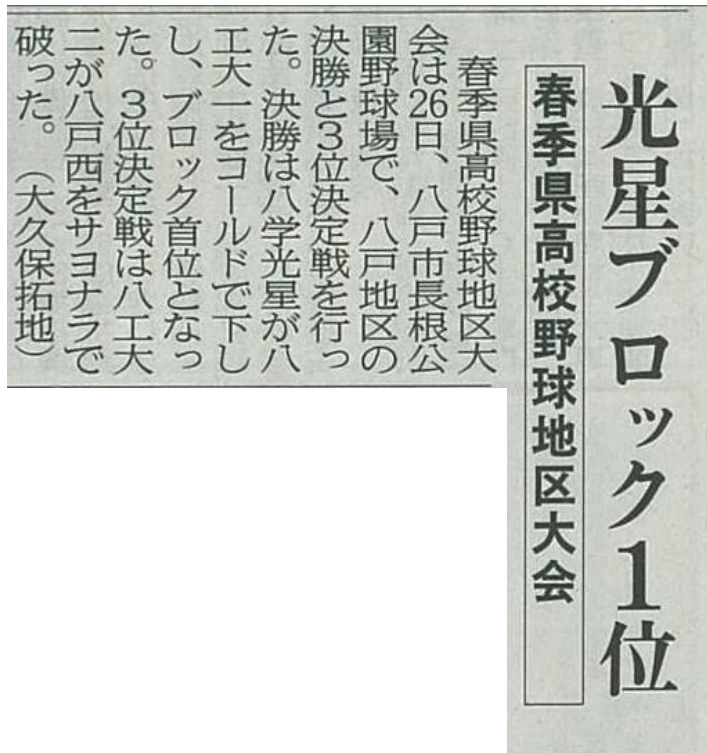 光星ブロック1位
春季県高校野球地区大会
春季県高校野球地区大
会は26日、八戸市長根公
園野球場で、八戸地区の
決勝と3位決定戦を行っ
た。決勝は八学光星が八
工大一をコールドで下し
し、ブロック首位となっ
た。3位決定戦は八工大
二が八戸西をサヨナラで
破った。（大久保拓地）